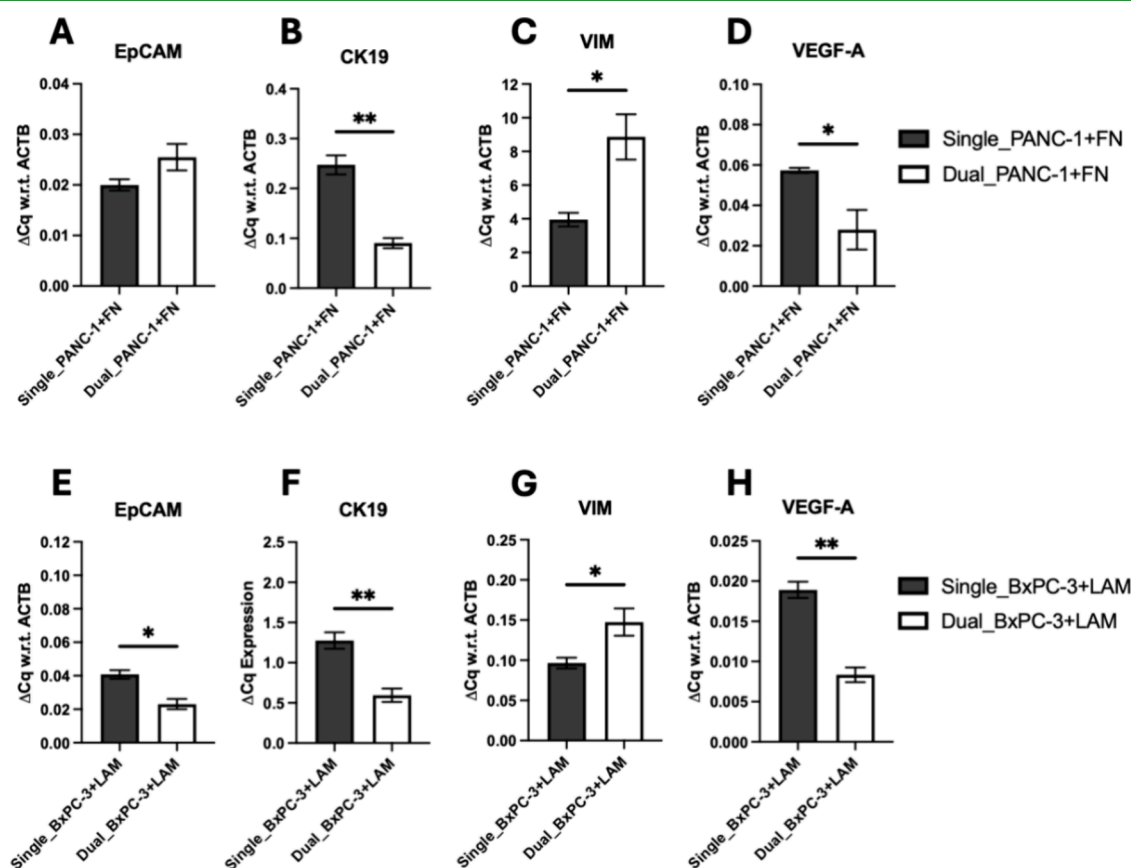 A
EpCAM
ΔCq w.r.t. ACTB
0.04
0.03
0.02
0.01
0.00
Single_PANC-1+FN
Dual_PANC-1+FN
B
CK19
**
ΔCq w.r.t. ACTB
0.4
0.3
0.2
0.1
0.0
Single_PANC-1+FN
Dual_PANC-1+FN
C
VIM
*
ΔCq w.r.t. ACTB
12
10
8
6
4
2
0
Single_PANC-1+FN
Dual_PANC-1+FN
D
VEGF-A
*
ΔCq w.r.t. ACTB
0.10
0.08
0.06
0.04
0.02
0.00
Single_PANC-1+FN
Dual_PANC-1+FN
Single_PANC-1+FN
Dual_PANC-1+FN
E
EpCAM
*
ΔCq w.r.t. ACTB
0.12
0.10
0.08
0.06
0.04
0.02
0.00
Single_BxPC-3+LAM
Dual_BxPC-3+LAM
F
CK19
**
ΔCq Expression
2.5
2.0
1.5
1.0
0.5
0.0
Single_BxPC-3+LAM
Dual_BxPC-3+LAM
G
VIM
*
ΔCq w.r.t. ACTB
0.25
0.20
0.15
0.10
0.05
0.00
Single_BxPC-3+LAM
Dual_BxPC-3+LAM
H
VEGF-A
**
ΔCq w.r.t. ACTB
0.025
0.020
0.015
0.010
0.005
0.000
Single_BxPC-3+LAM
Dual_BxPC-3+LAM
Single_BxPC-3+LAM
Dual_BxPC-3+LAM